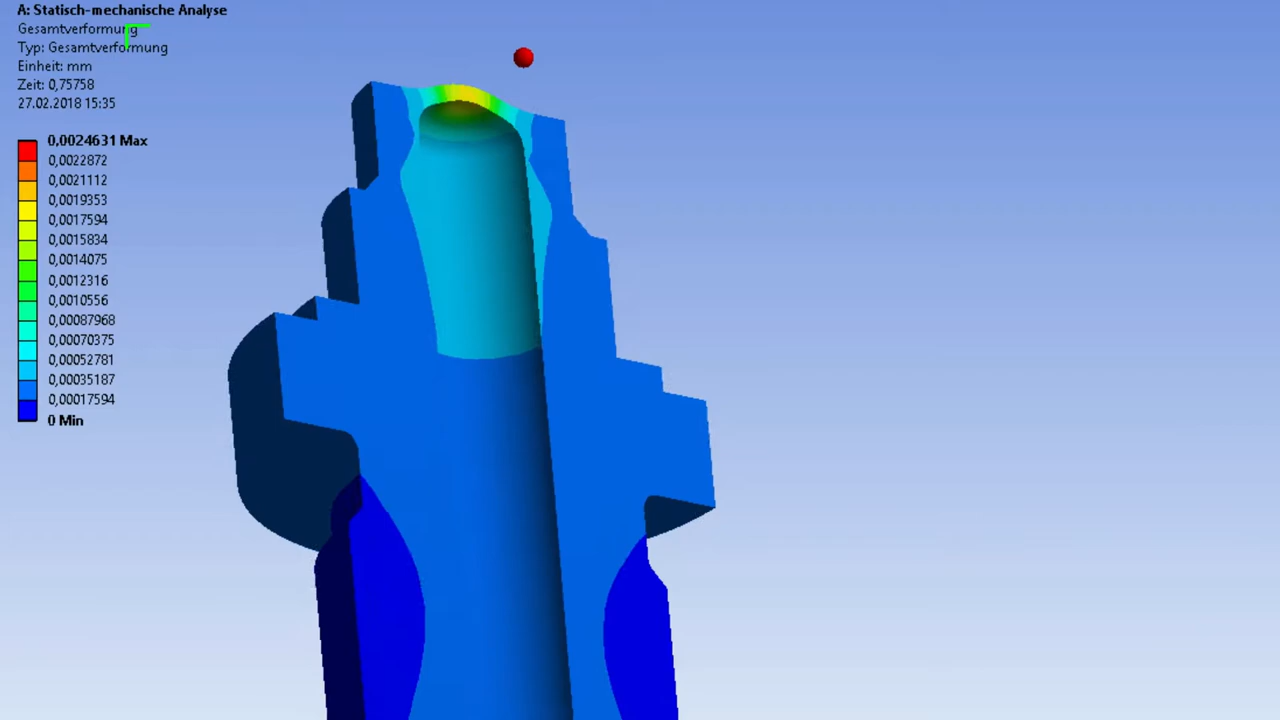 A: Statisch-mechanische Analyse
Gesamtverformung
Typ: Gesamtverformung
Einheit: mm
Zeit: 0,75758
27.02.2018 15:35
0,0024631 Max
0,0022872
0,0021112
0,0019353
0,0017594
0,0015834
0,0014075
0,0012316
0,0010556
0,00087968
0,00070375
0,00052781
0,00035187
0,00017594
0 Min